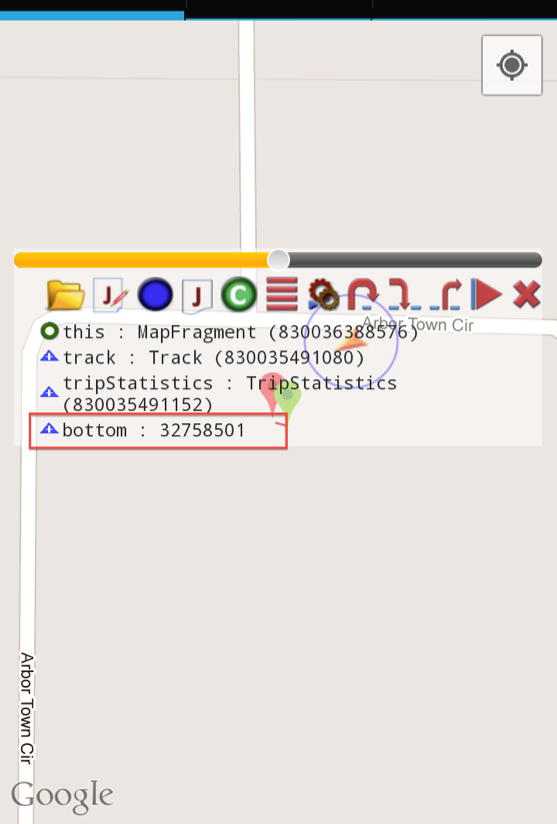 J
J
C
Arbor Town Cir
this : MapFragment (830036388576)
track : Track (830035491080)
tripStatistics : TripStatistics
(830035491152)
bottom : 32758501
Arbor Town Cir
Google